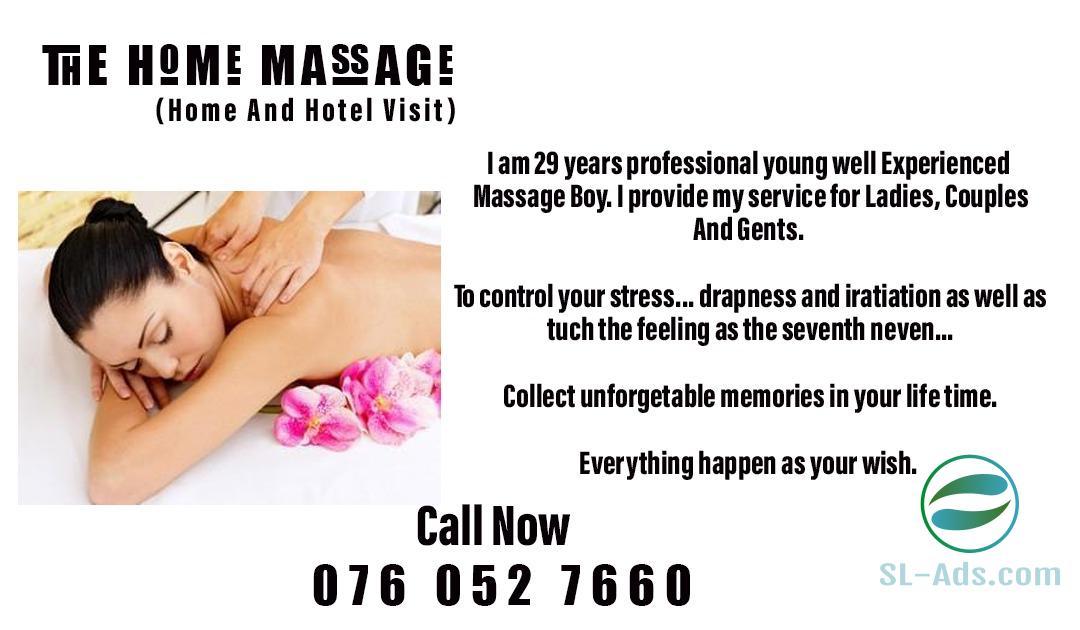 THE HOME MASSAGE
(Home And Hotel Visit)
I am 29 years professional young well Experienced
Massage Boy. I provide my service for Ladies, Couples
And Gents.
To control your stress... drapness and iratiation as well as
tuch the feeling as the seventh neven...
Collect unforgetable memories in your life time.
Everything happen as your wish.
Call Now
076 052 7660
SL-Ads.com